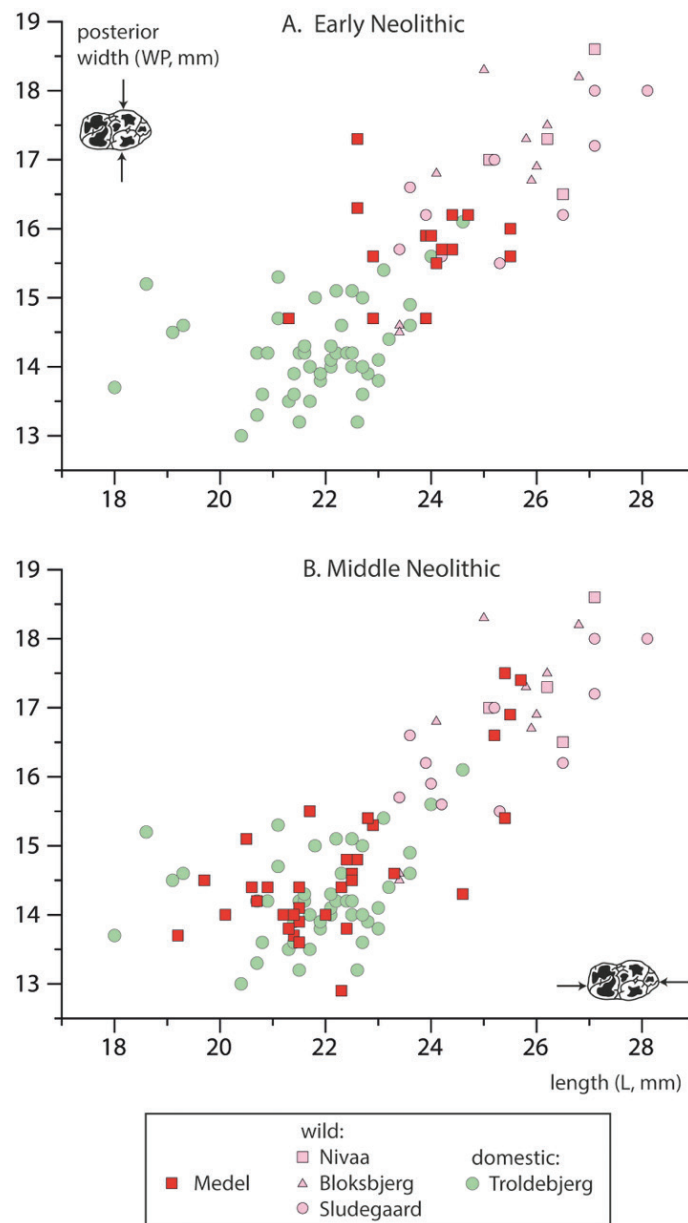 A. Early Neolithic
posterior
width (WP, mm)
19
18
17
16
15
14
13
18 20 22 24 26 28
B. Middle Neolithic
19
18
17
16
15
14
13
18 20 22 24 26 28
length (L, mm)
wild:
Nivaa domestic:
Medel Bloksbjerg Troldebjerg
Sludegaard